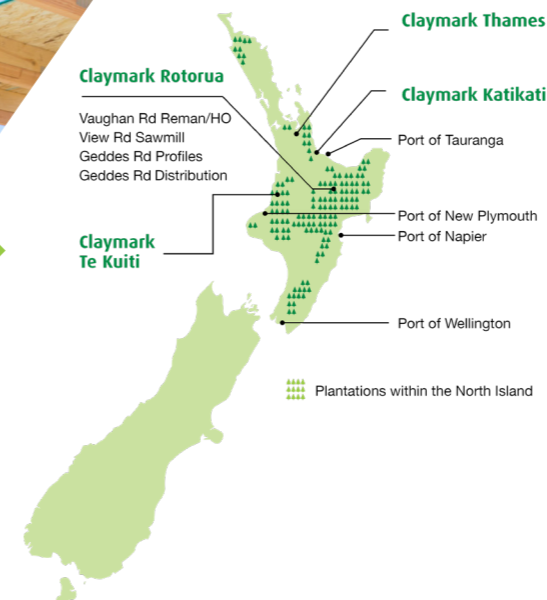 Claymark Thames
Claymark Rotorua
Claymark Katikati
Vaughan Rd Reman/HO
View Rd Sawmill
Geddes Rd Profiles
Geddes Rd Distribution
Port of Tauranga
Port of New Plymouth
Port of Napier
Claymark
Te Kuiti
Port of Wellington
Plantations within the North Island